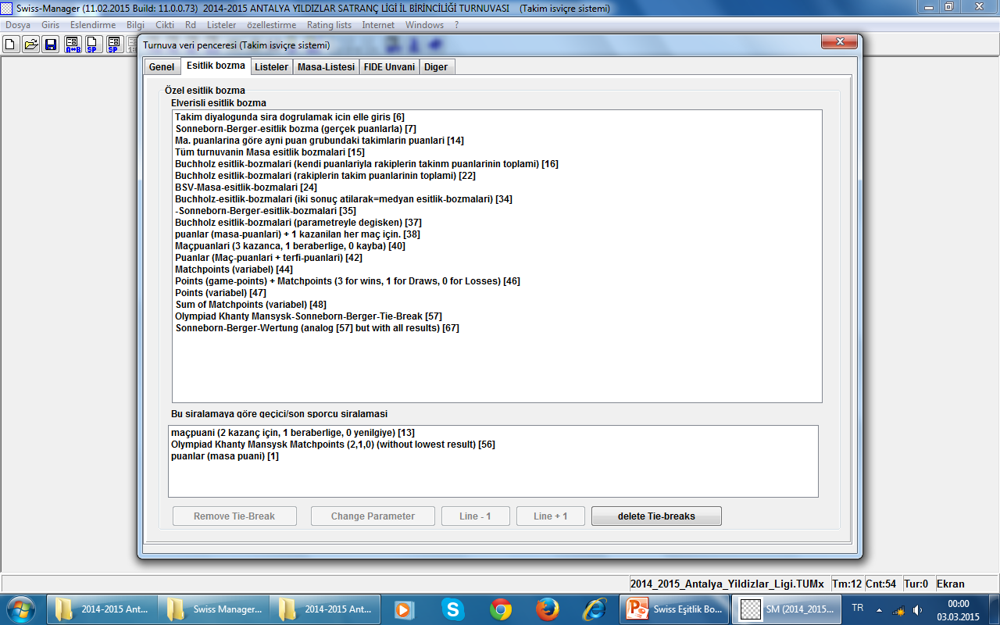 Swiss-Manager (11.02.2015 Build: 11.0.0.73)  2014-2015 ANTALYA YILDIZLAR SATRANÇ LİGİ İL BİRİNCİLİĞİ TURNUVASI    (Takim isviçre sistemi)
Dosya Giris Eslendirme Bilgi Cikti Rd Listeler özellestirme Rating lists Internet Windows ?
Turnuva veri penceresi (Takim isviçre sistemi)
Genel Esitlik bozma Listeler Masa-Listesi FIDE Unvani Diger
Özel esitlik bozma
Elverisli esitlik bozma
Takim diyalogunda sira dogrulamak icin elle giris [6]
Sonneborn-Berger-esitlik bozma (gerçek puanlarla) [7]
Ma. puanlarina göre ayni puan grubundaki takimlarin puanlari [14]
Tüm turnuvanin Masa esitlik bozmalari [15]
Buchholz esitlik-bozmalari (kendi puanlariyla rakiplerin takinm puanlarinin toplami) [16]
Buchholz esitlik-bozmalari (rakiplerin takim puanlarinin toplami) [22]
BSV-Masa-esitlik-bozmalari [24]
Buchholz-esitlik-bozmalari (iki sonuç atilarak=medyan esitlik-bozmalari) [34]
-Sonneborn-Berger-esitlik-bozmalari [35]
Buchholz esitlik-bozmalari (parametreyle degisken) [37]
puanlar (masa-puanlari) + 1 kazanilan her maç için. [38]
Maçpuanlari (3 kazanca, 1 beraberlige, 0 kayba) [40]
Puanlar (Maç-puanlari + terfi-puanlari) [42]
Matchpoints (variabel) [44]
Points (game-points) + Matchpoints (3 for wins, 1 for Draws, 0 for Losses) [46]
Points (variabel) [47]
Sum of Matchpoints (variabel) [48]
Olympiad Khanty Mansysk-Sonneborn-Berger-Tie-Break [57]
Sonneborn-Berger-Wertung (analog [57] but with all results) [67]
Bu siralamaya göre geçici/son sporcu siralamasi
maçpuani (2 kazanç için, 1 beraberlige, 0 yenilgiye) [13]
Olympiad Khanty Mansysk Matchpoints (2,1,0) (without lowest result) [56]
puanlar (masa puani) [1]
Remove Tie-Break Change Parameter Line - 1 Line + 1 delete Tie-breaks
2014_2015_Antalya_Yildizlar_Ligi.TUMx Tm:12 Cnt:54 Tur:0 Ekran
2014-2015 Ant... Swiss Manager... 2014-2015 Ant... Swiss Eşitlik Bo... SM (2014_2015... TR 00:00
03.03.2015